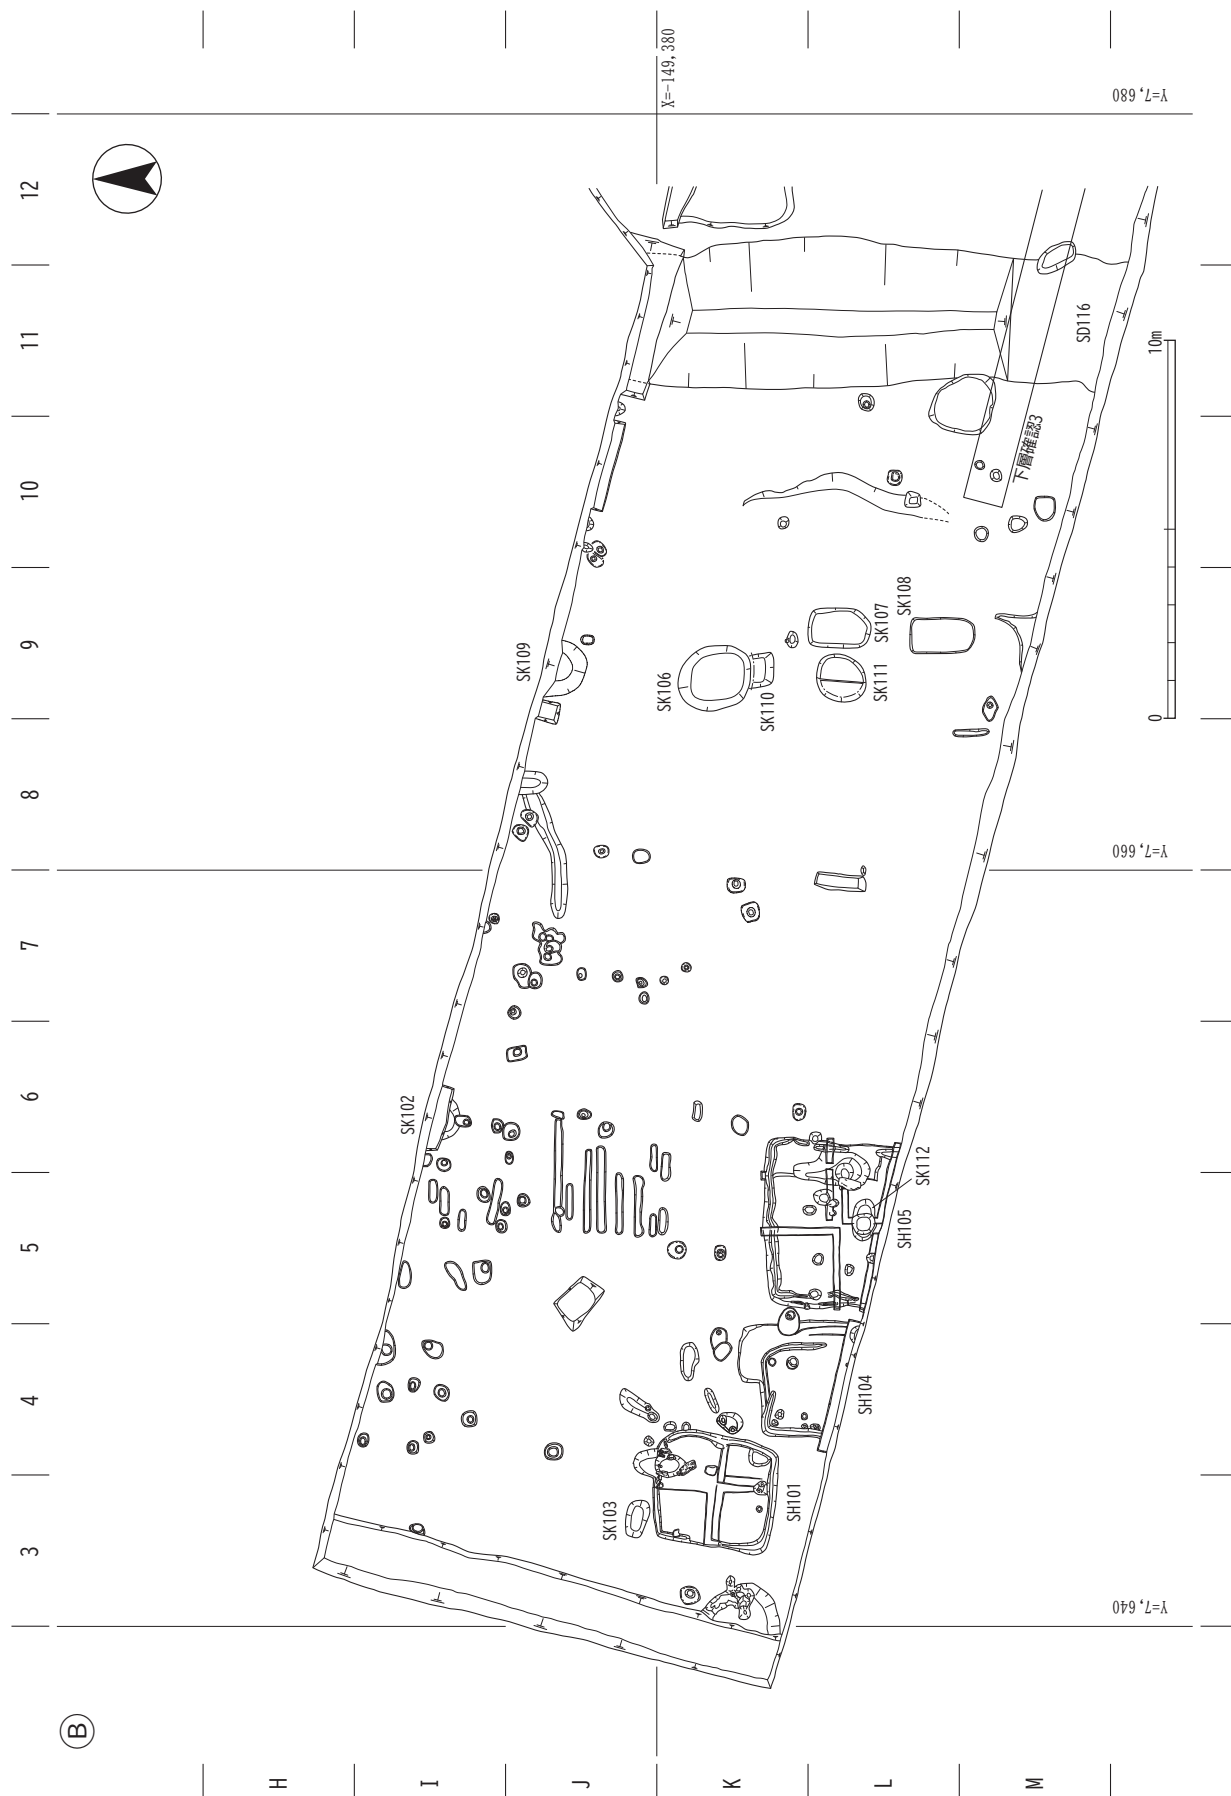 X=-149,380
Y=7,680
12
11
SD116
10m
下層確認3
10
SK108
SK107
9
SK109
SK106
SK111
SK110
0
8
Y=7,660
7
6
SK102
SK112
SH105
5
4
SH104
SK103
SH101
3
Y=7,640
B
H
I
J
K
L
M